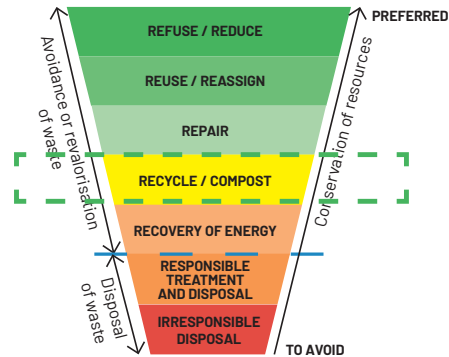 PREFERRED
REFUSE / REDUCE
REUSE / REASSIGN
REPAIR
RECYCLE / COMPOST
RECOVERY OF ENERGY
RESPONSIBLE
TREATMENT
AND DISPOSAL
IRRESPONSIBLE
DISPOSAL
TO AVOID
Avoidance or revalorisation
of waste
Disposal
of waste
Conservation of resources